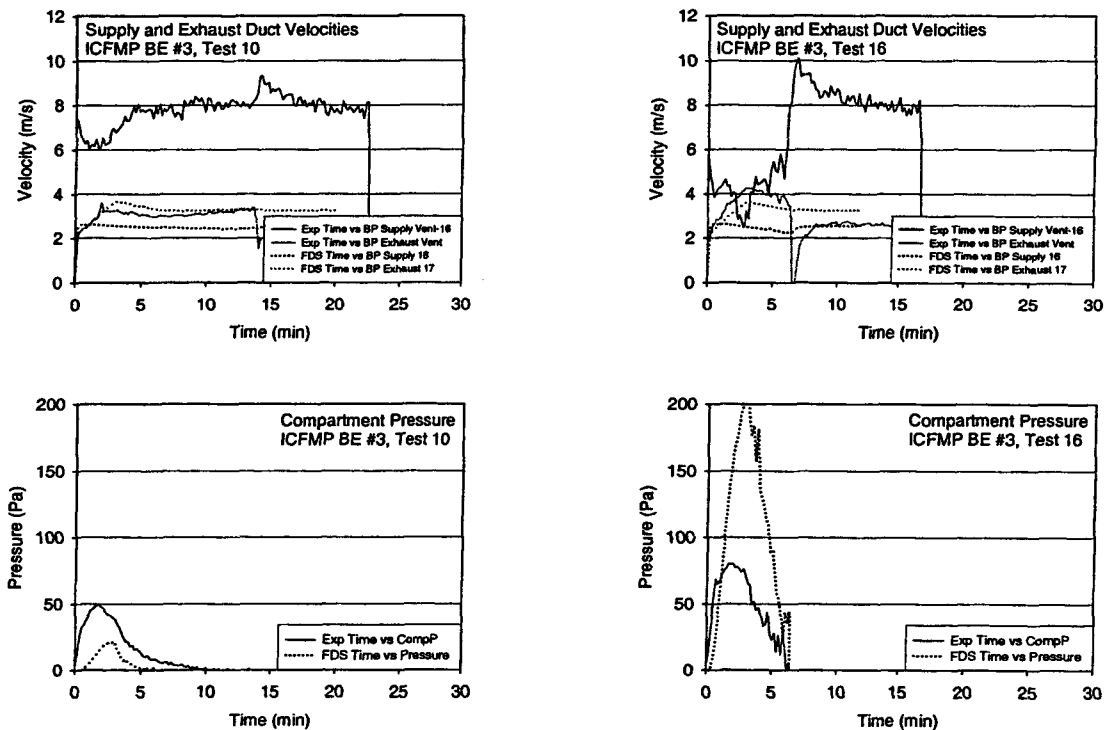 Supply and Exhaust Duct Velocities
ICFMP BE #3, Test 10
Velocity (m/s)
12
10
8
6
4
2
0
Exp Time vs BP Supply Vent-16
Exp Time vs BP Exhaust Vent
FDS Time vs BP Supply 16
FDS Time vs BP Exhaust 17
0 5 10 15 20 25 30
Time (min)
Supply and Exhaust Duct Velocities
ICFMP BE #3, Test 16
Velocity (m/s)
12
10
8
6
4
2
0
Exp Time vs BP Supply Vent-16
Exp Time vs BP Exhaust Vent
FDS Time vs BP Supply 16
FDS Time vs BP Exhaust 17
0 5 10 15 20 25 30
Time (min)
Compartment Pressure
ICFMP BE #3, Test 10
Pressure (Pa)
200
150
100
50
0
Exp Time vs CompP
FDS Time vs Pressure
0 5 10 15 20 25 30
Time (min)
Compartment Pressure
ICFMP BE #3, Test 16
Pressure (Pa)
200
150
100
50
0
Exp Time vs CompP
FDS Time vs Pressure
0 5 10 15 20 25 30
Time (min)